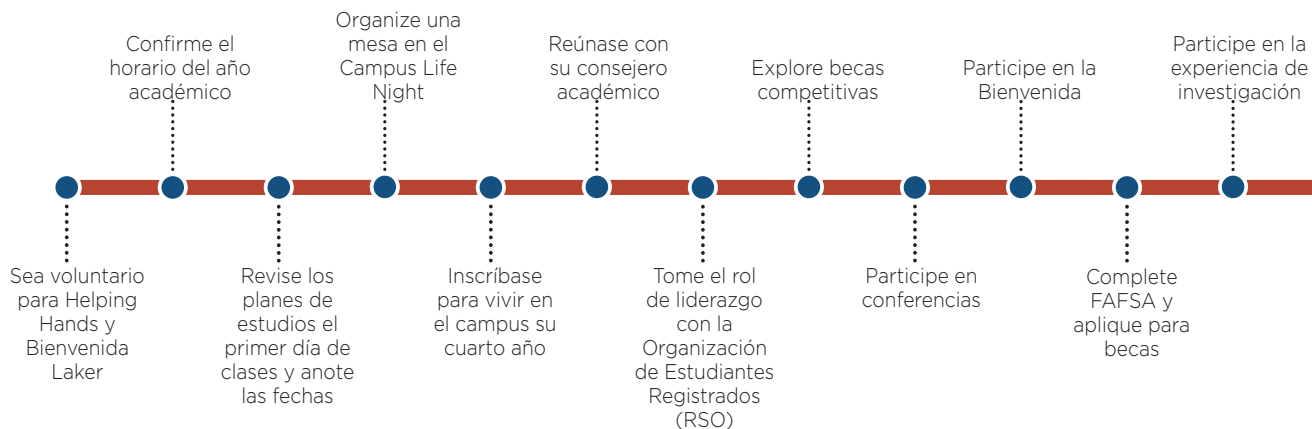 Sea voluntario
para Helping
Hands y
Bienvenida
Laker
Confirme el
horario del año
académico
Revise los
planes de
estudios el
primer día de
clases y anote
las fechas
Organize una
mesa en el
Campus Life
Night
Inscríbase
para vivir en
el campus su
cuarto año
Reúnase con
su consejero
académico
Tome el rol
de liderazgo
con la
Organización
de Estudiantes
Registrados
(RSO)
Explore becas
competitivas
Participe en
conferencias
Participe en la
Bienvenida
Complete
FAFSA y
aplique para
becas
Participe en la
experiencia de
investigación